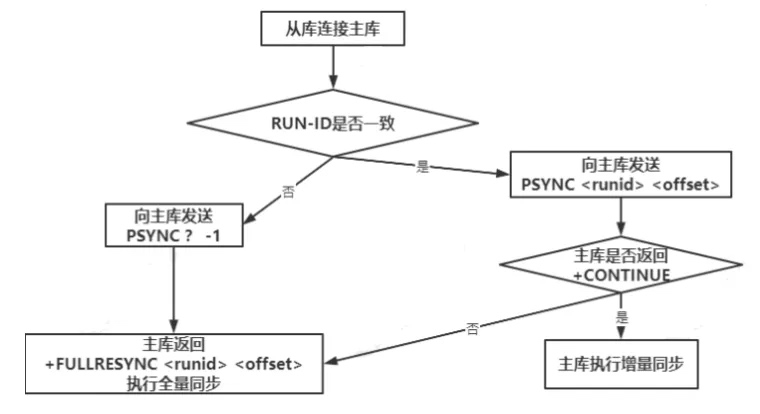 从库连接主库
RUN-ID是否一致
是
否
向主库发送
PSYNC <runid> <offset>
向主库发送
PSYNC ? -1
主库是否返回
+CONTINUE
否
是
主库返回
+FULLRESYNC <runid> <offset>
执行全量同步
主库执行增量同步